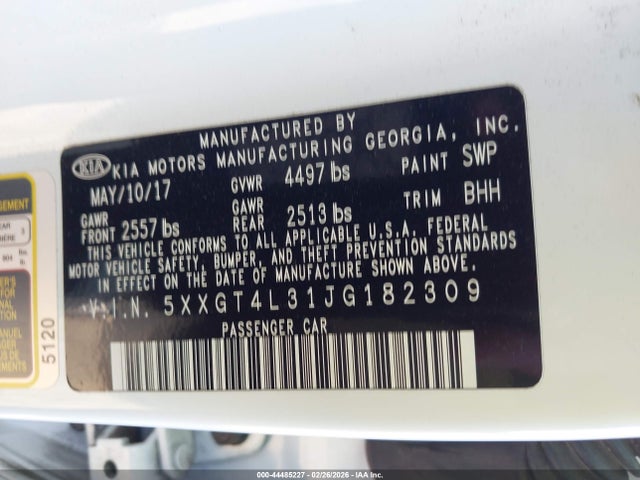 MANUFACTURED BY
KIA KIA MOTORS MANUFACTURING GEORGIA, INC.
MAY/10/17 GVWR 4497 lbs PAINT SWP
GAWR FRONT 2557 lbs GAWR REAR 2513 lbs TRIM BHH
THIS VEHICLE CONFORMS TO ALL APPLICABLE U.S.A. FEDERAL
MOTOR VEHICLE SAFETY, BUMPER, AND THEFT PREVENTION STANDARDS
IN EFFECT ON THE DATE OF MANUFACTURE SHOWN ABOVE.
V.I.N. 5XXGT4L31JG182309
PASSENGER CAR
5120
000-44485227 - 02/26/2026 - IAAI.COM